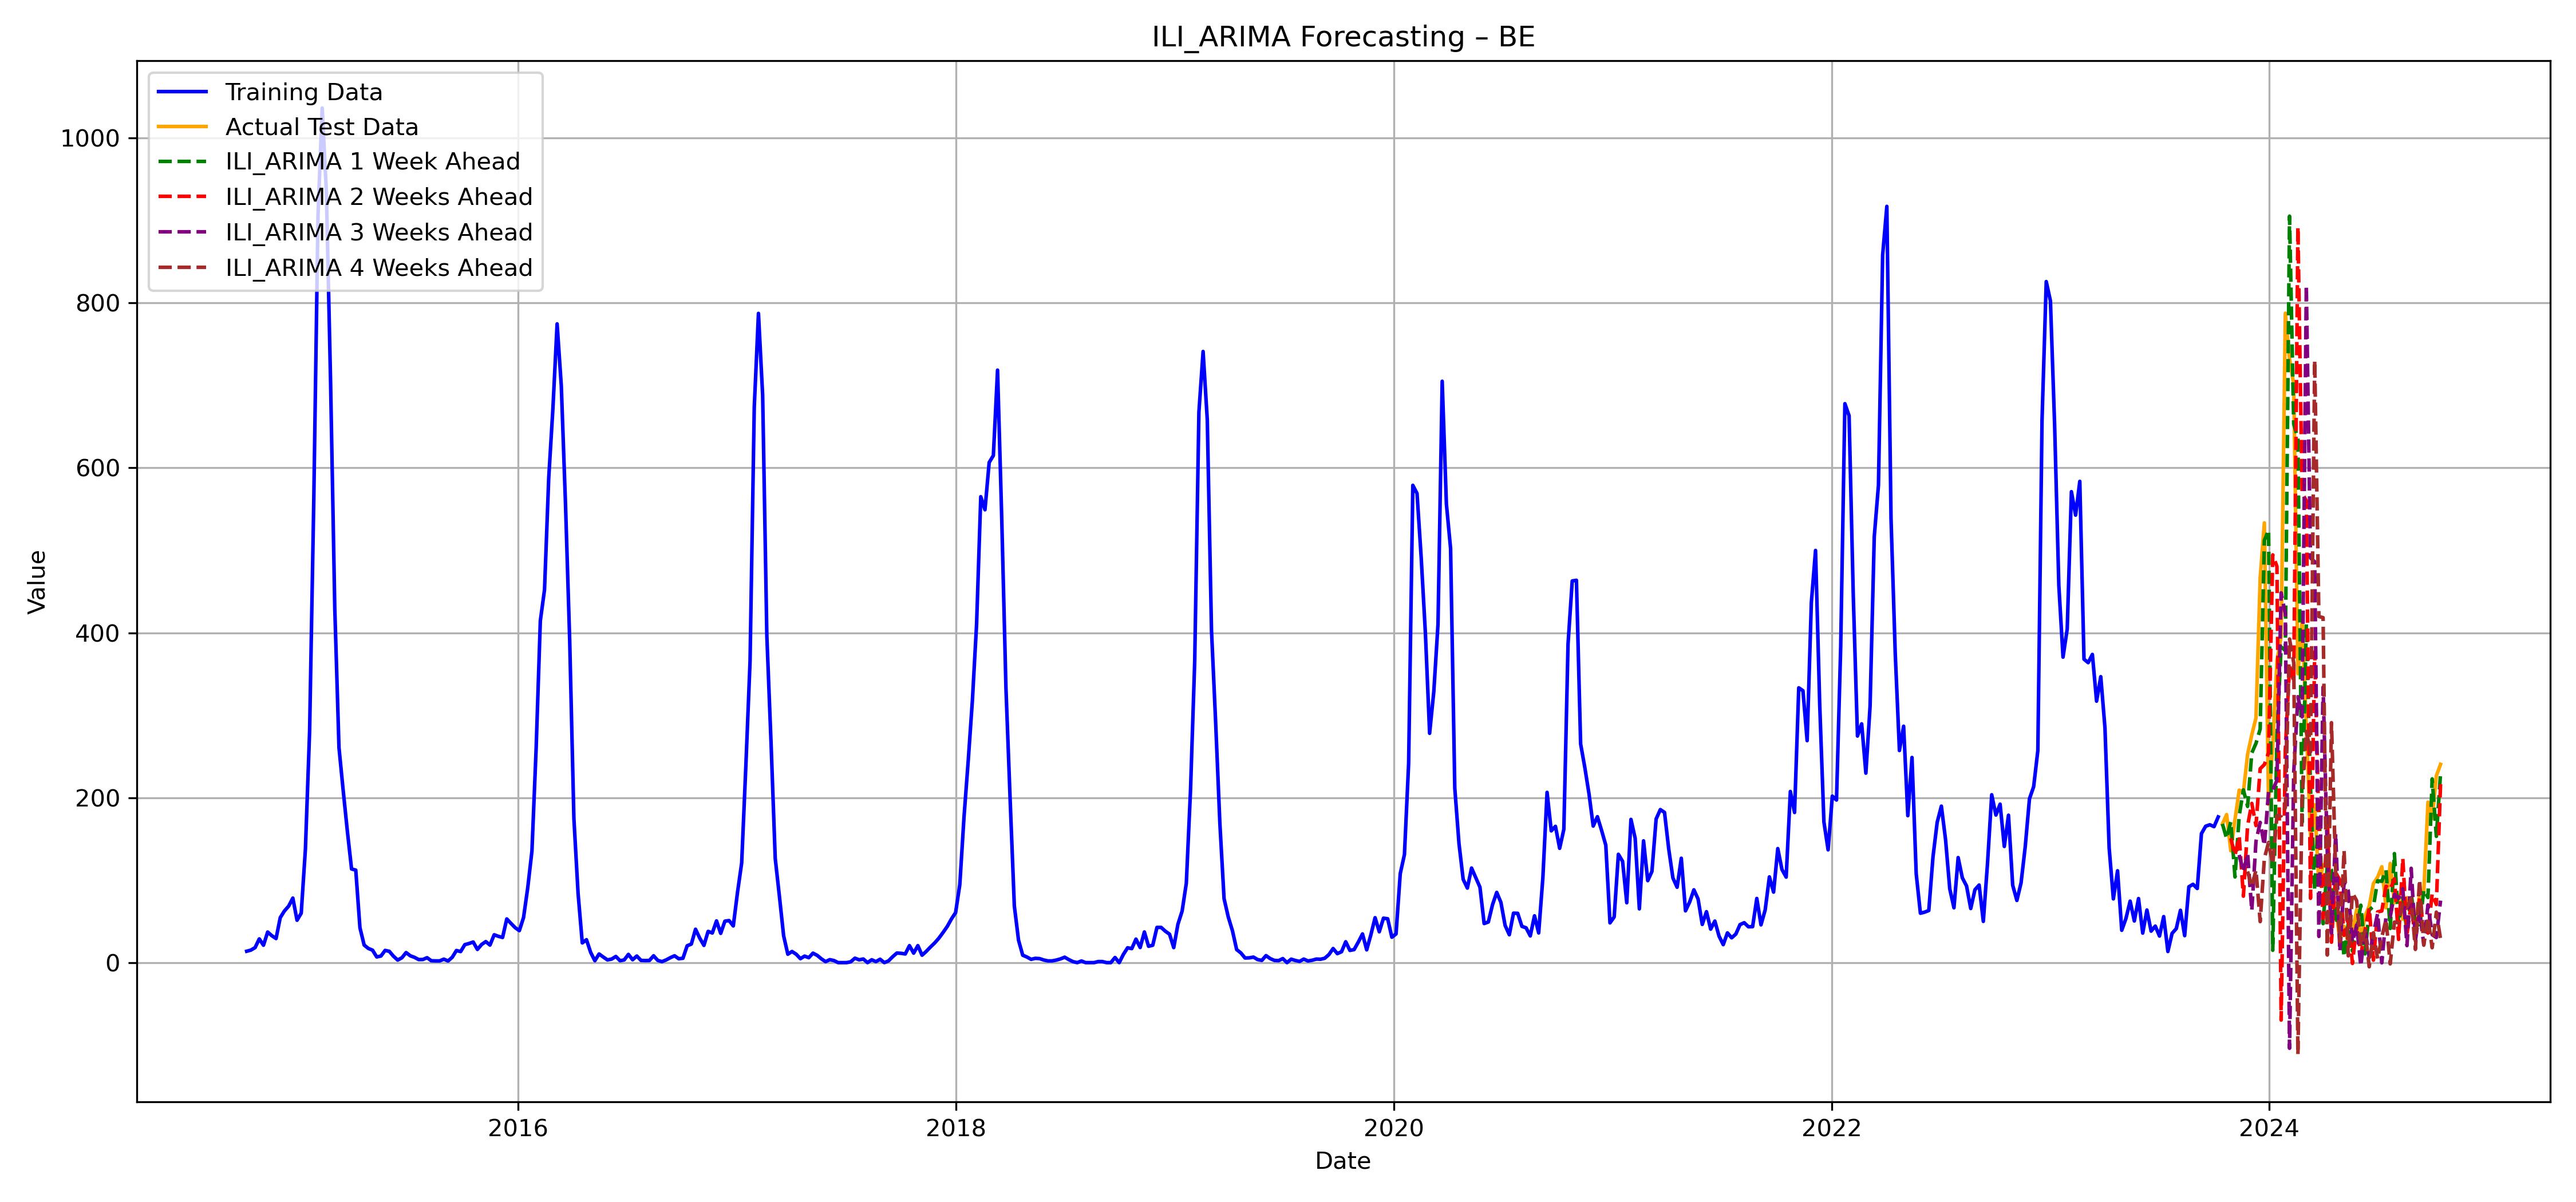 ILI_ARIMA Forecasting – BE
Training Data
Actual Test Data
ILI_ARIMA 1 Week Ahead
ILI_ARIMA 2 Weeks Ahead
ILI_ARIMA 3 Weeks Ahead
ILI_ARIMA 4 Weeks Ahead
Value
1000
800
600
400
200
0
2016
2018
2020
2022
2024
Date